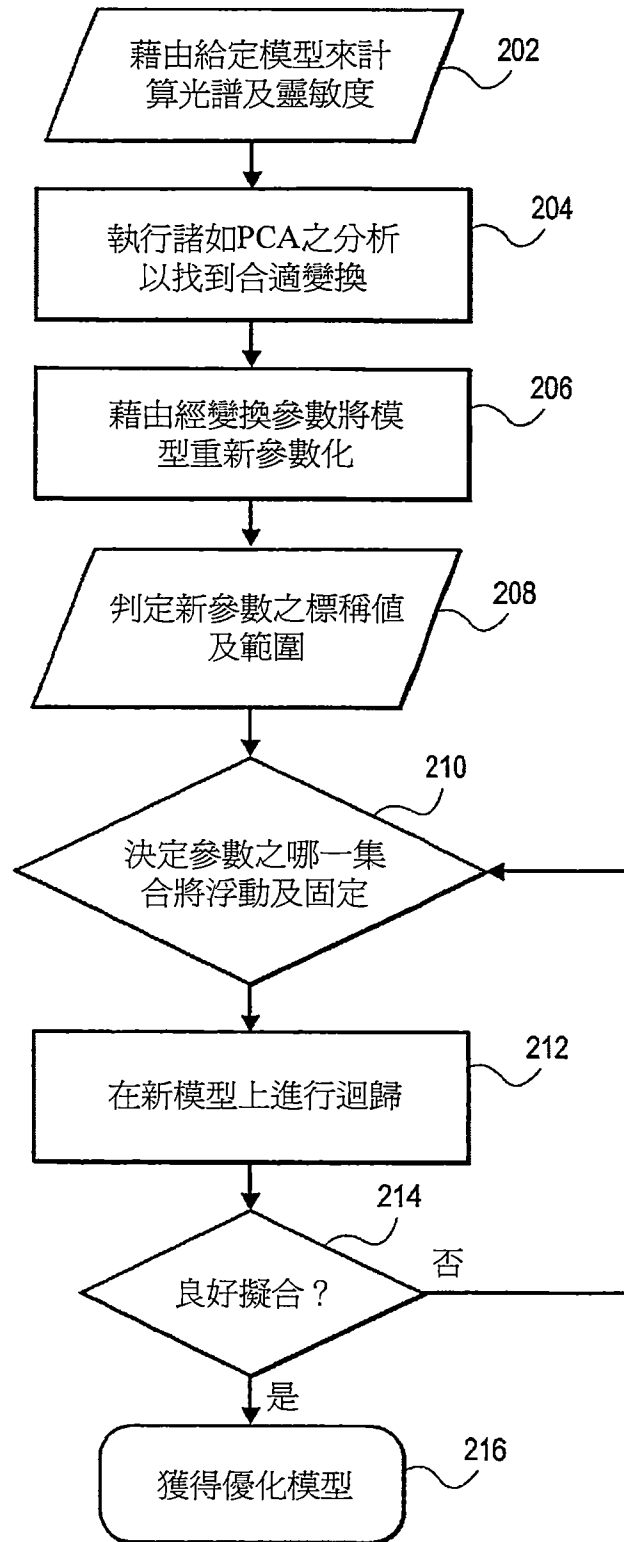 藉由給定模型來計
算光譜及靈敏度
202
執行諸如PCA之分析
以找到合適變換
204
藉由經變換參數將模
型重新參數化
206
判定新參數之標稱值
及範圍
208
決定參數之哪一集
合將浮動及固定
210
在新模型上進行迴歸
212
良好擬合？
214
否
是
獲得優化模型
216